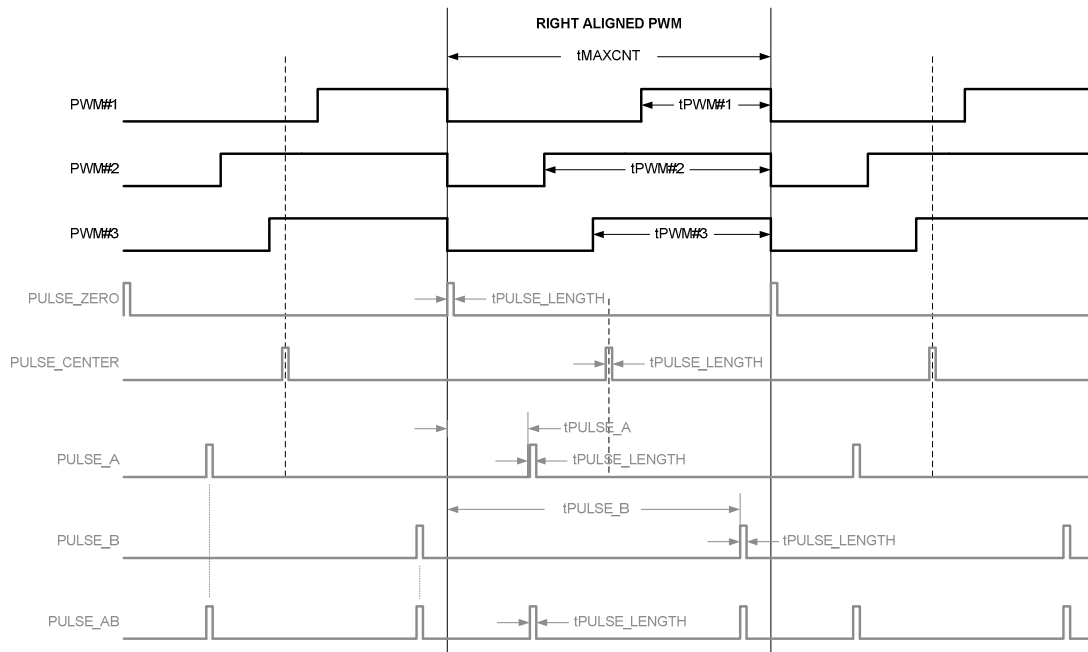 RIGHT ALIGNED PWM
tMAXCNT
PWM#1
tPWM#1
PWM#2
tPWM#2
PWM#3
tPWM#3
PULSE_ZERO
tPULSE_LENGTH
PULSE_CENTER
tPULSE_LENGTH
tPULSE_A
PULSE_A
tPULSE_LENGTH
tPULSE_B
PULSE_B
tPULSE_LENGTH
PULSE_AB
tPULSE_LENGTH